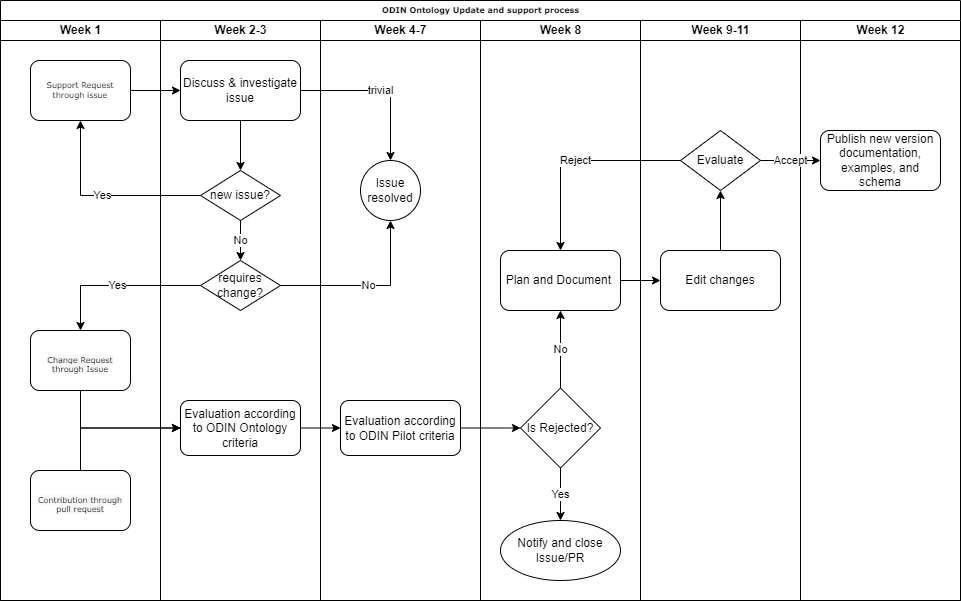 ODIN Ontology Update and support process
Week 1
Week 2-3
Week 4-7
Week 8
Week 9-11
Week 12
Support Request
through issue
Discuss & investigate
issue
trivial
Issue
resolved
new issue?
Yes
No
requires
change?
Yes
No
Change Request
through Issue
Contribution through
pull request
Evaluation according
to ODIN Ontology
criteria
Evaluation according
to ODIN Pilot criteria
Is Rejected?
No
Yes
Notify and close
Issue/PR
Plan and Document
Edit changes
Evaluate
Reject
Accept
Publish new version
documentation,
examples, and
schema